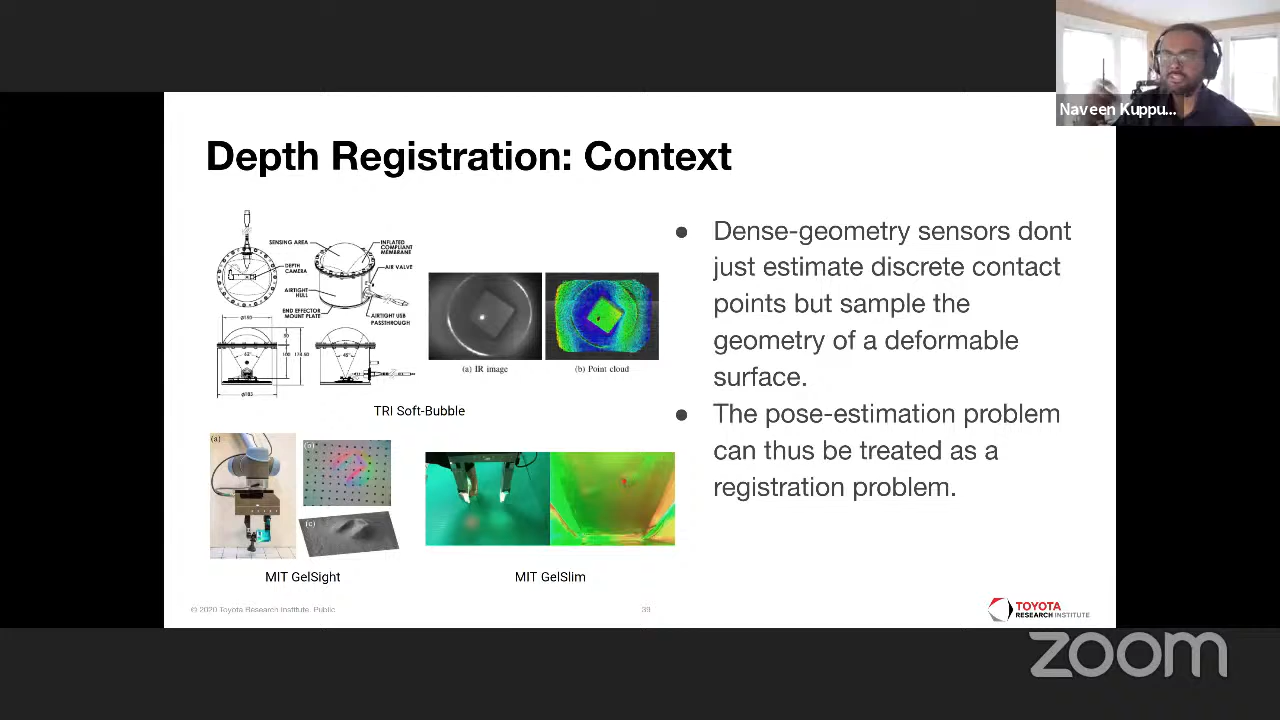 Naveen Kuppu...
Depth Registration: Context
SENSING AREA
INFLATED
COMPLIANT
MEMBRANE
DEPTH
CAMERA
AIR VALVE
AIRTIGHT
HULL
END EFFECTOR
MOUNT PLATE
AIRTIGHT USB
PASSTHROUGH
(a) IR image
(b) Point cloud
TRI Soft-Bubble
(a)
(c)
MIT GelSight
MIT GelSlim
● Dense-geometry sensors dont
just estimate discrete contact
points but sample the
geometry of a deformable
surface.
● The pose-estimation problem
can thus be treated as a
registration problem.
© 2020 Toyota Research Institute. Public
39
TOYOTA
RESEARCH INSTITUTE
zoom